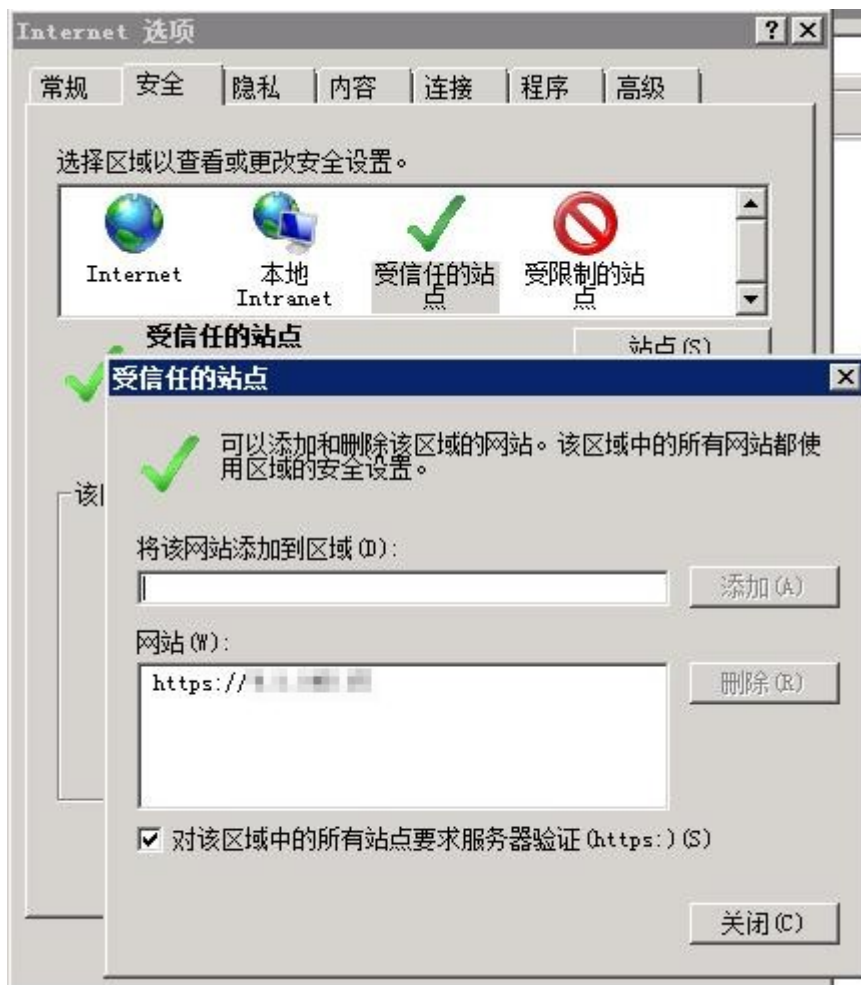 Internet 选项
常规 安全 隐私 内容 连接 程序 高级
选择区域以查看或更改安全设置。
Internet
本地
Intranet
受信任的站
点
受限制的站
点
受信任的站点
站点(S)
受信任的站点
可以添加和删除该区域的网站。该区域中的所有网站都使
用区域的安全设置。
该
将该网站添加到区域(D):
添加(A)
网站(W):
https://
删除(R)
对该区域中的所有站点要求服务器验证(https:)(S)
关闭(C)